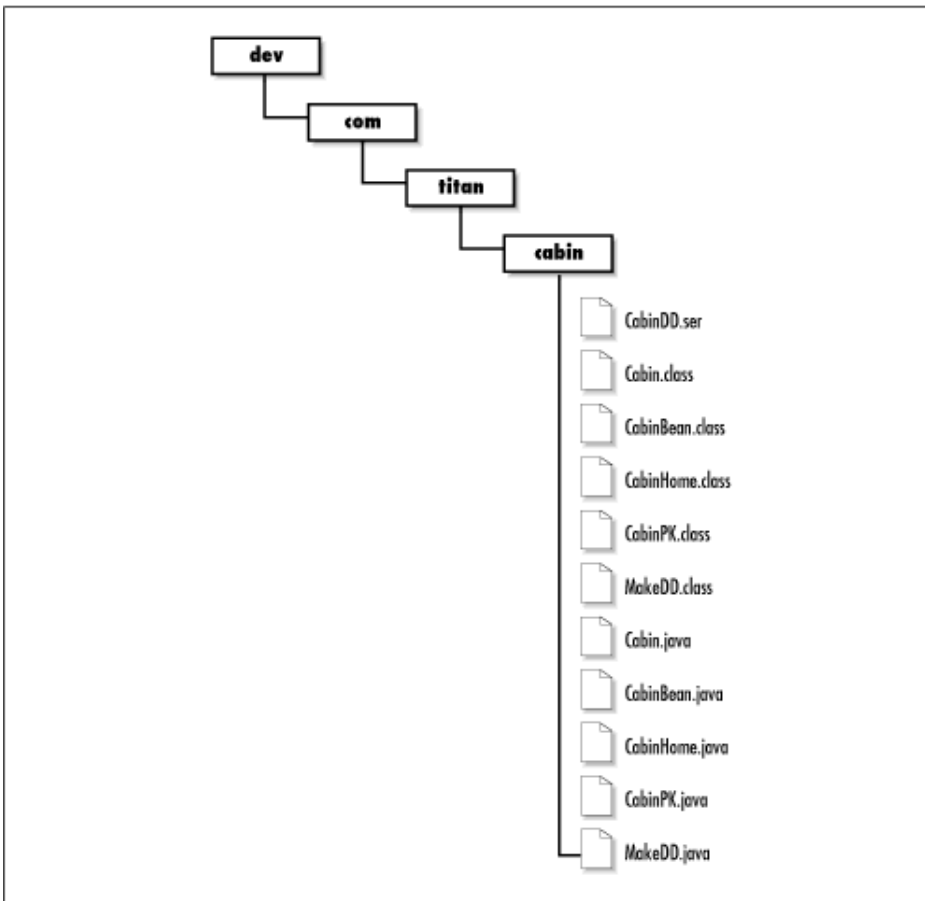 dev
com
titan
cabin
CabinDD.ser
Cabin.class
CabinBean.class
CabinHome.class
CabinPK.class
MakeDD.class
Cabin.java
CabinBean.java
CabinHome.java
CabinPK.java
MakeDD.java